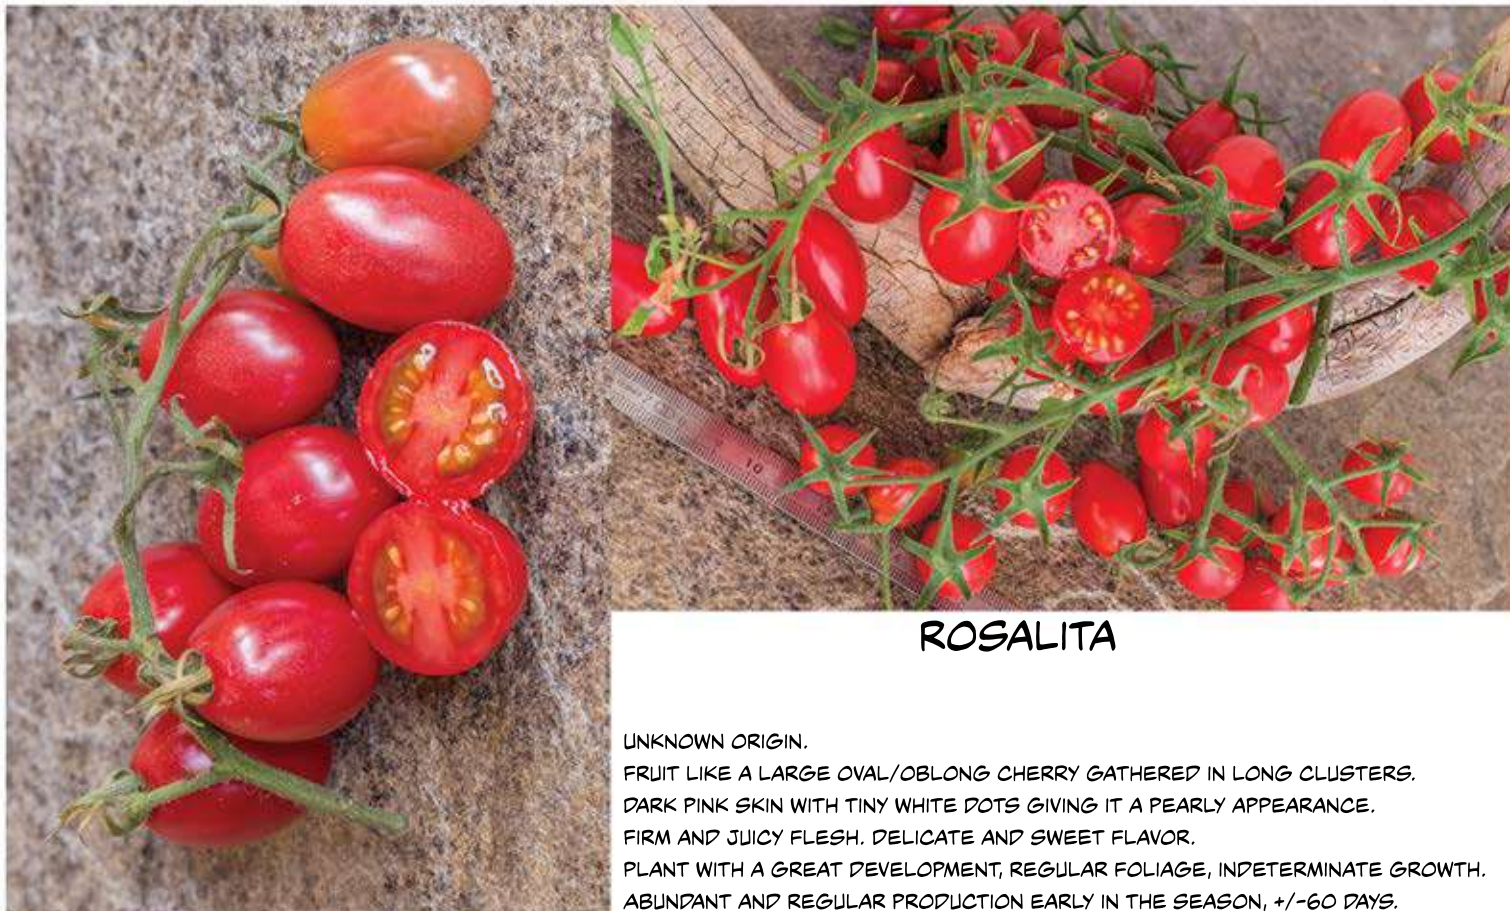 10
ROSALITA
UNKNOWN ORIGIN.
FRUIT LIKE A LARGE OVAL/OBLONG CHERRY GATHERED IN LONG CLUSTERS.
DARK PINK SKIN WITH TINY WHITE DOTS GIVING IT A PEARLY APPEARANCE.
FIRM AND JUICY FLESH. DELICATE AND SWEET FLAVOR.
PLANT WITH A GREAT DEVELOPMENT, REGULAR FOLIAGE, INDETERMINATE GROWTH.
ABUNDANT AND REGULAR PRODUCTION EARLY IN THE SEASON, +/-60 DAYS.